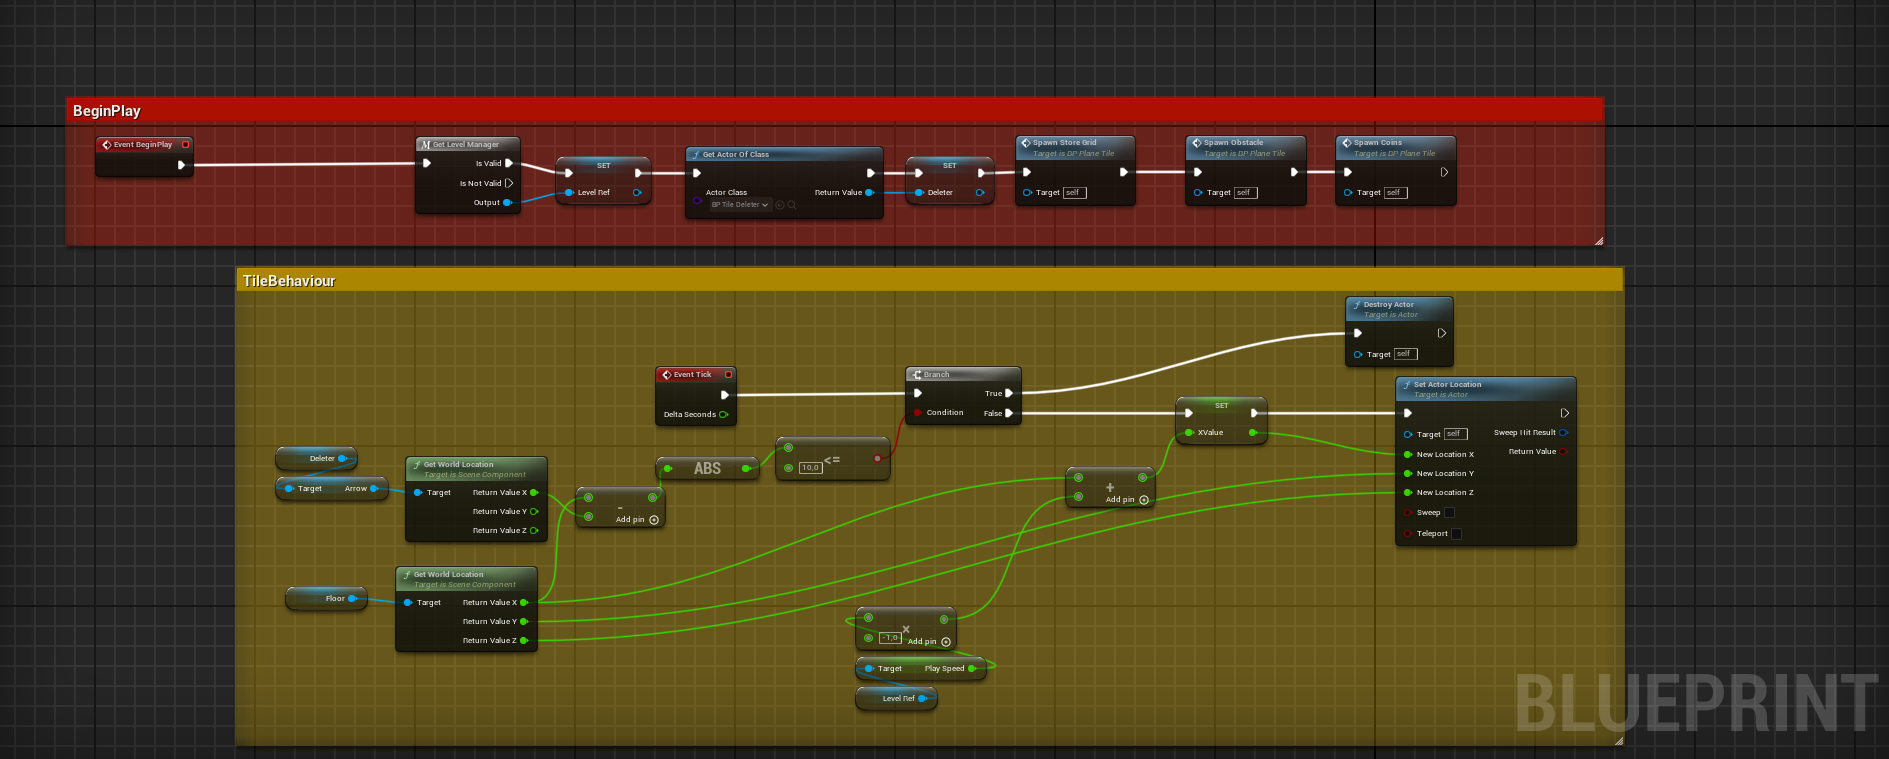 BeginPlay
Event BeginPlay
Get Level Manager
Is Valid
Is Not Valid
Output
SET
Level Ref
Get Actor Of Class
Actor Class
BP Tile Deleter
Return Value
SET
Deleter
Spawn Store Grid
Target is BP Plane Tile
Target self
Spawn Obstacle
Target is BP Plane Tile
Target self
Spawn Coins
Target is BP Plane Tile
Target self
TileBehaviour
Destroy Actor
Target is Actor
Target self
Event Tick
Delta Seconds
Branch
True
Condition
False
SET
XValue
Set Actor Location
Target is Actor
Target self
Sweep Hit Result
Return Value
New Location X
New Location Y
New Location Z
Sweep
Teleport
Deleter
Target Arrow
Get World Location
Target is Scene Component
Target
Return Value X
Return Value Y
Return Value Z
-
Add pin
ABS
10,0
<=
+
Add pin
Floor
Get World Location
Target is Scene Component
Target
Return Value X
Return Value Y
Return Value Z
×
-1,0
Add pin
Target Play Speed
Level Ref
BLUEPRINT